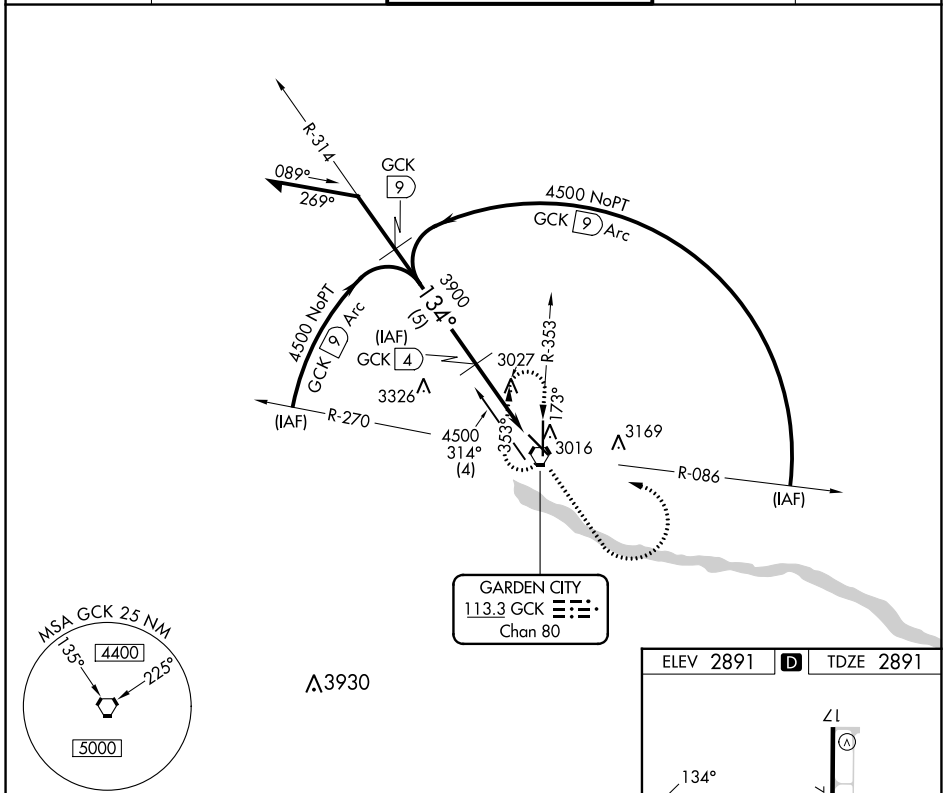 R-314
089°
269°
GCK
9
4500 NoPT
GCK 9 Arc
4500 NoPT
GCK 9 Arc
3900
134°
(5)
(IAF)
GCK 4
R-353
3027
3326
173°
353°
(IAF)
R-270
4500
314°
(4)
3016
3169
R-086
(IAF)
GARDEN CITY
113.3 GCK
Chan 80
MSA GCK 25 NM
135°
4400
225°
5000
3930
ELEV 2891 D TDZE 2891
17
134°